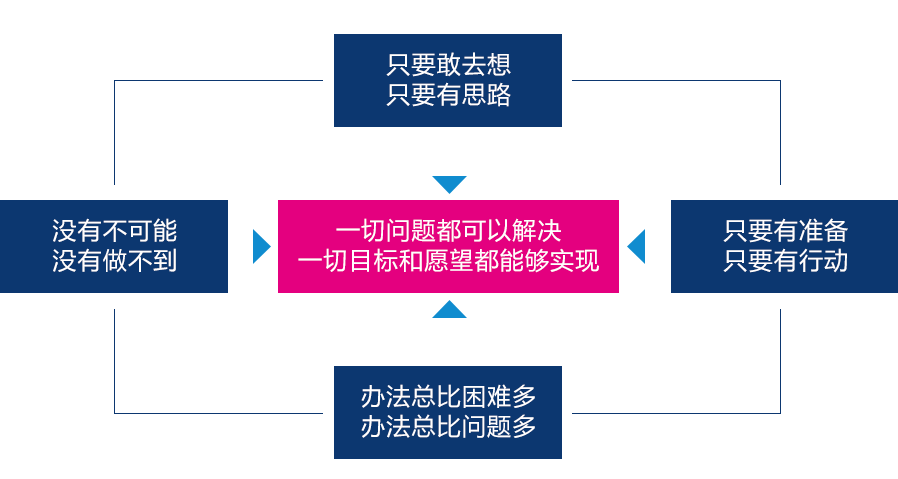 只要敢去想
只要有思路
没有不可能
没有做不到
一切问题都可以解决
一切目标和愿望都能够实现
只要有准备
只要有行动
办法总比困难多
办法总比问题多